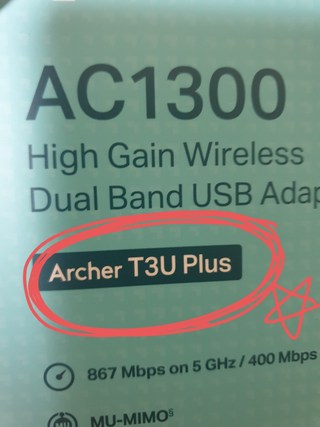 AC1300
High Gain Wireless
Dual Band USB
Archer T3U Plus
867 Mbps on 5 GHz / 400 Mbps
MU-MIMO§